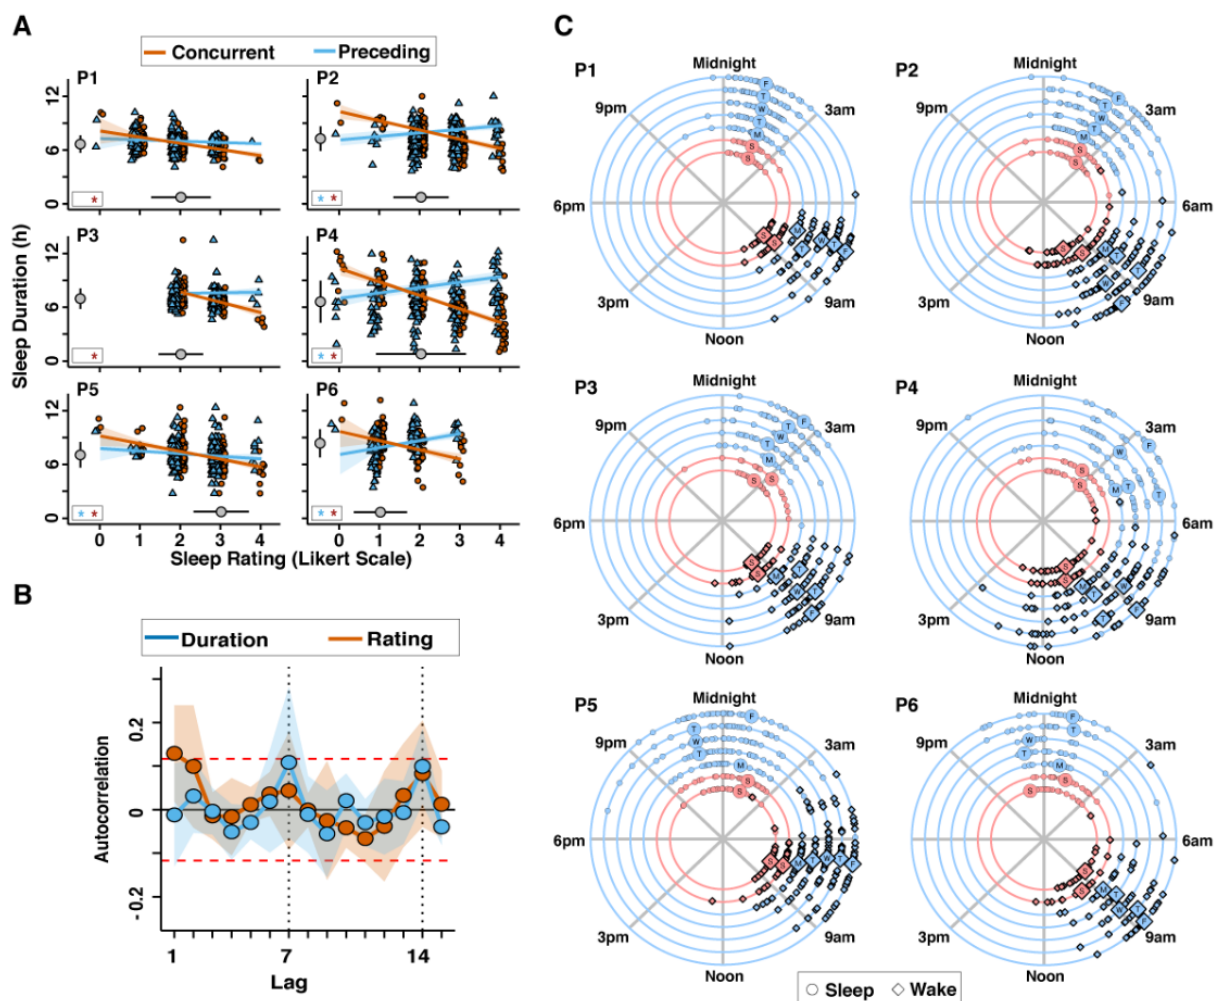 A
Concurrent Preceding
P1 P2
12
6
0
* * *
P3 P4
12
6
0
* * *
P5 P6
12
6
0
* * * *
0 1 2 3 4 0 1 2 3 4
Sleep Duration (h)
Sleep Rating (Likert Scale)
B
Duration Rating
0.2
0
- 0.2
Autocorrelation
1 7 14
Lag
C
P1
Midnight
9pm 3am
F
T
W
T
M
S
S
6pm
S S M T W T F
3pm 9am
Noon
P2
Midnight
3am
F
T
W
T
M
S
S
6am
S S M T W T F
9am
Noon
P3
Midnight
9pm 3am
F
T
W
T
M
S
S
6pm
S S M T W T F
3pm 9am
Noon
P4
Midnight
9pm 3am
F
W
T
T
M
S
S
6am
S S M T W T F
3pm 9am
Noon
P5
Midnight
9pm 3am
F
T
W
T
M
S
S
6pm
S S M T W T F
3pm 9am
Noon
P6
Midnight
9pm 3am
F
T
W
T
M
S
S
6am
S S M T W T F
3pm 9am
Noon
Sleep Wake